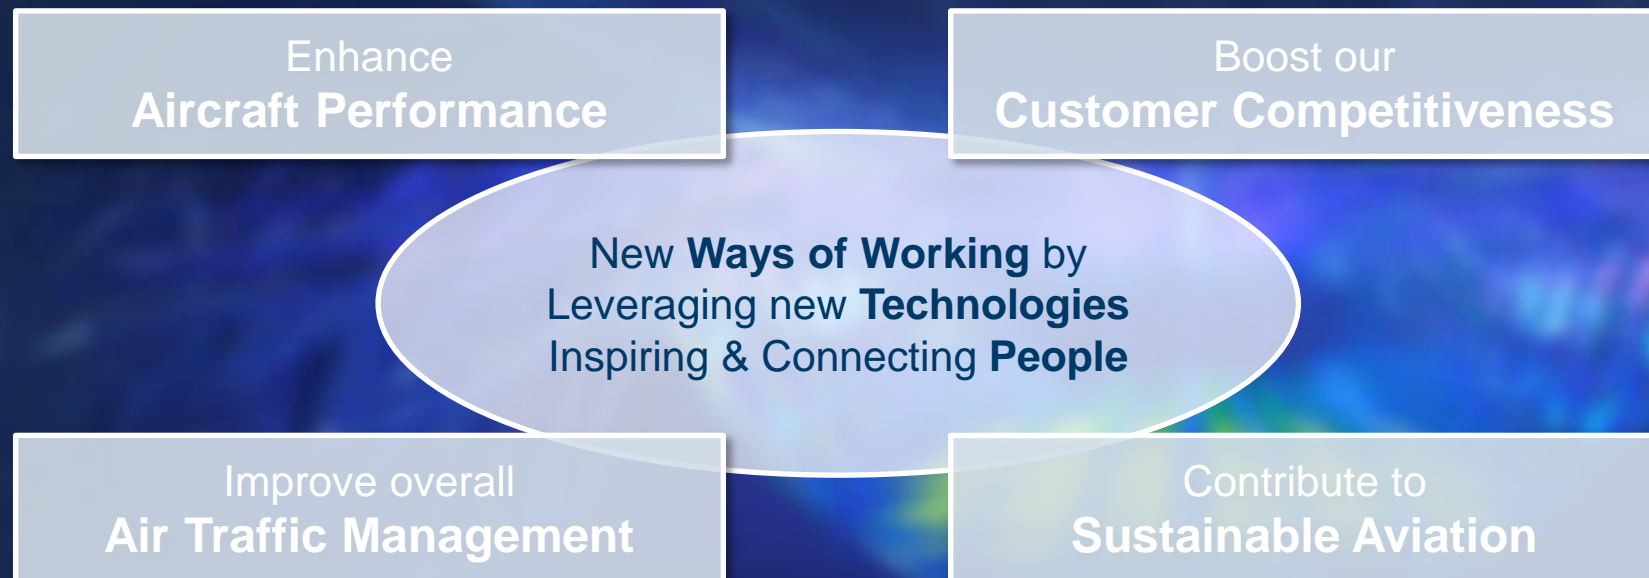 Enhance
Aircraft Performance
Boost our
Customer Competitiveness
New Ways of Working by
Leveraging new Technologies
Inspiring & Connecting People
Improve overall
Air Traffic Management
Contribute to
Sustainable Aviation